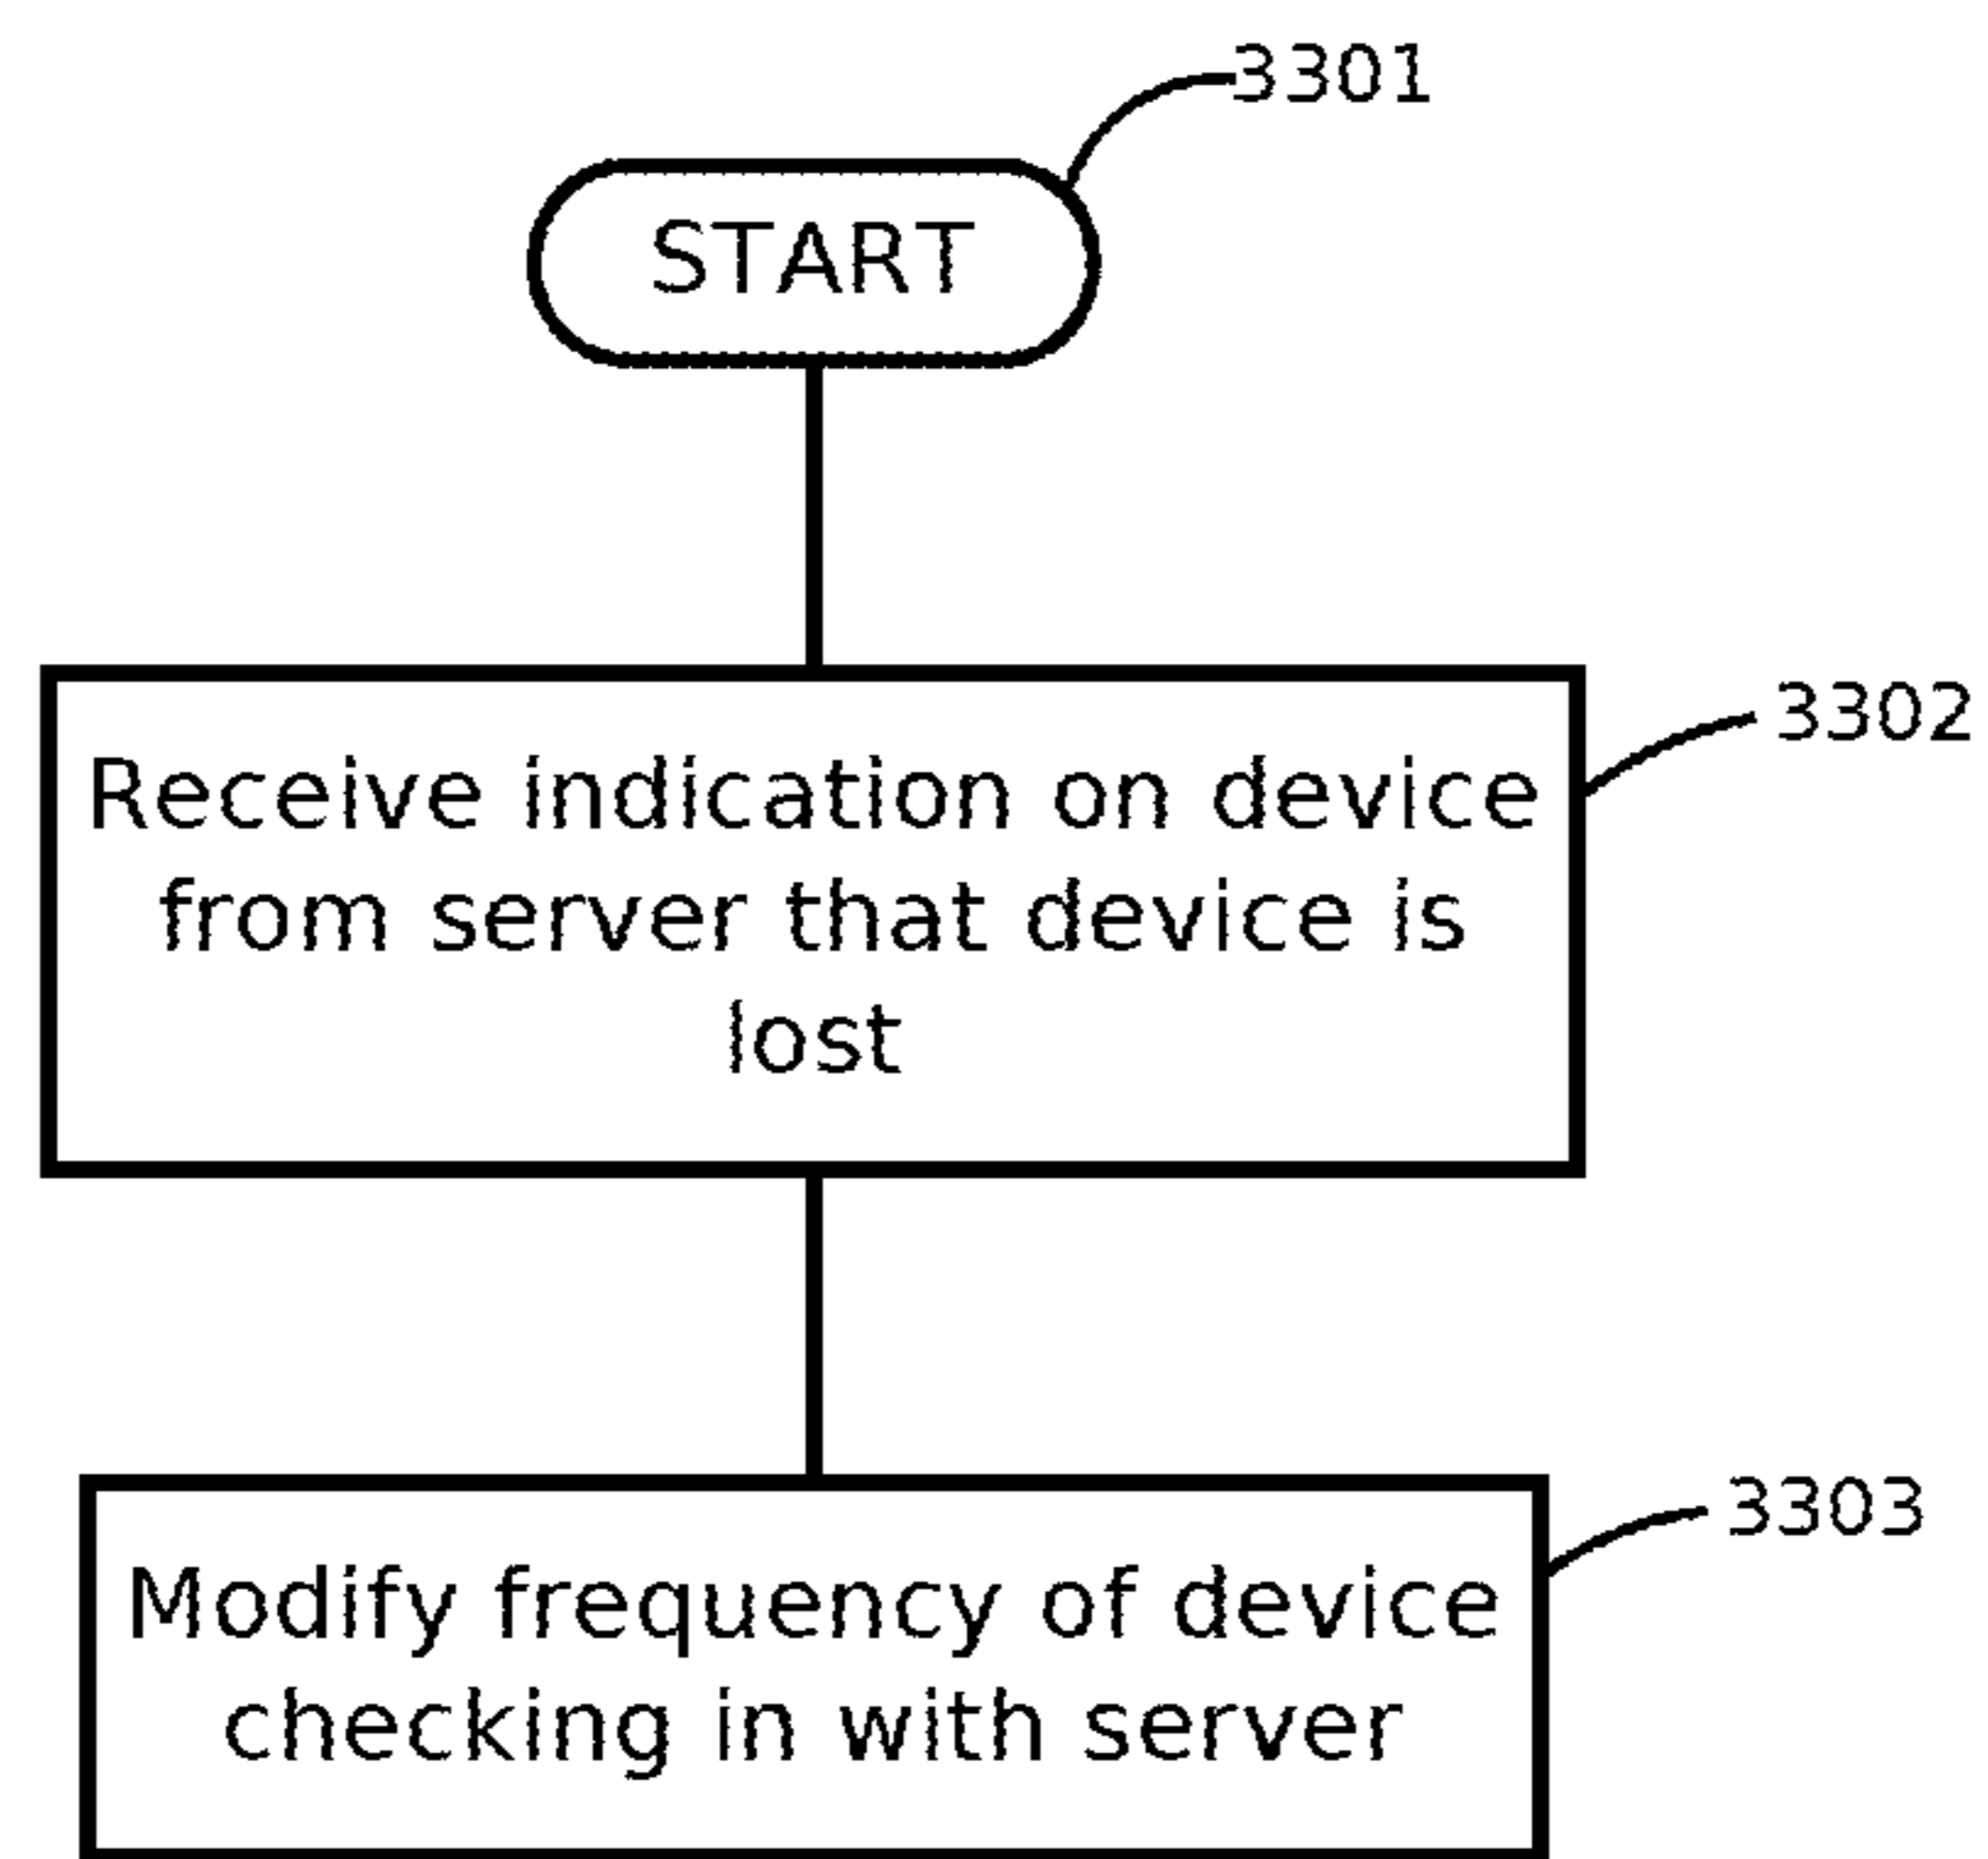 3301
START
3302
Receive indication on device
from server that device is
lost
3303
Modify frequency of device
checking in with server